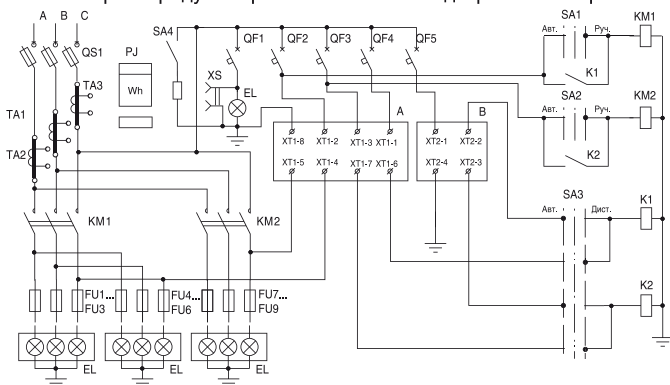 A B C
SA4
QF1 QF2 QF3 QF4 QF5
SA1
KM1
Авт. Руч.
QS1
PJ
TA3
XS
K1
Wh
EL
SA2
KM2
Авт. Руч.
TA1
A
B
TA2
XT1-8 XT1-2 XT1-3 XT1-1
XT2-1 XT2-2
K2
XT1-5 XT1-4 XT1-7 XT1-6
XT2-4 XT2-3
SA3
Авт. Дист.
K1
KM1
KM2
K2
FU1...
FU3
FU4...
FU6
FU7...
FU9
EL
EL